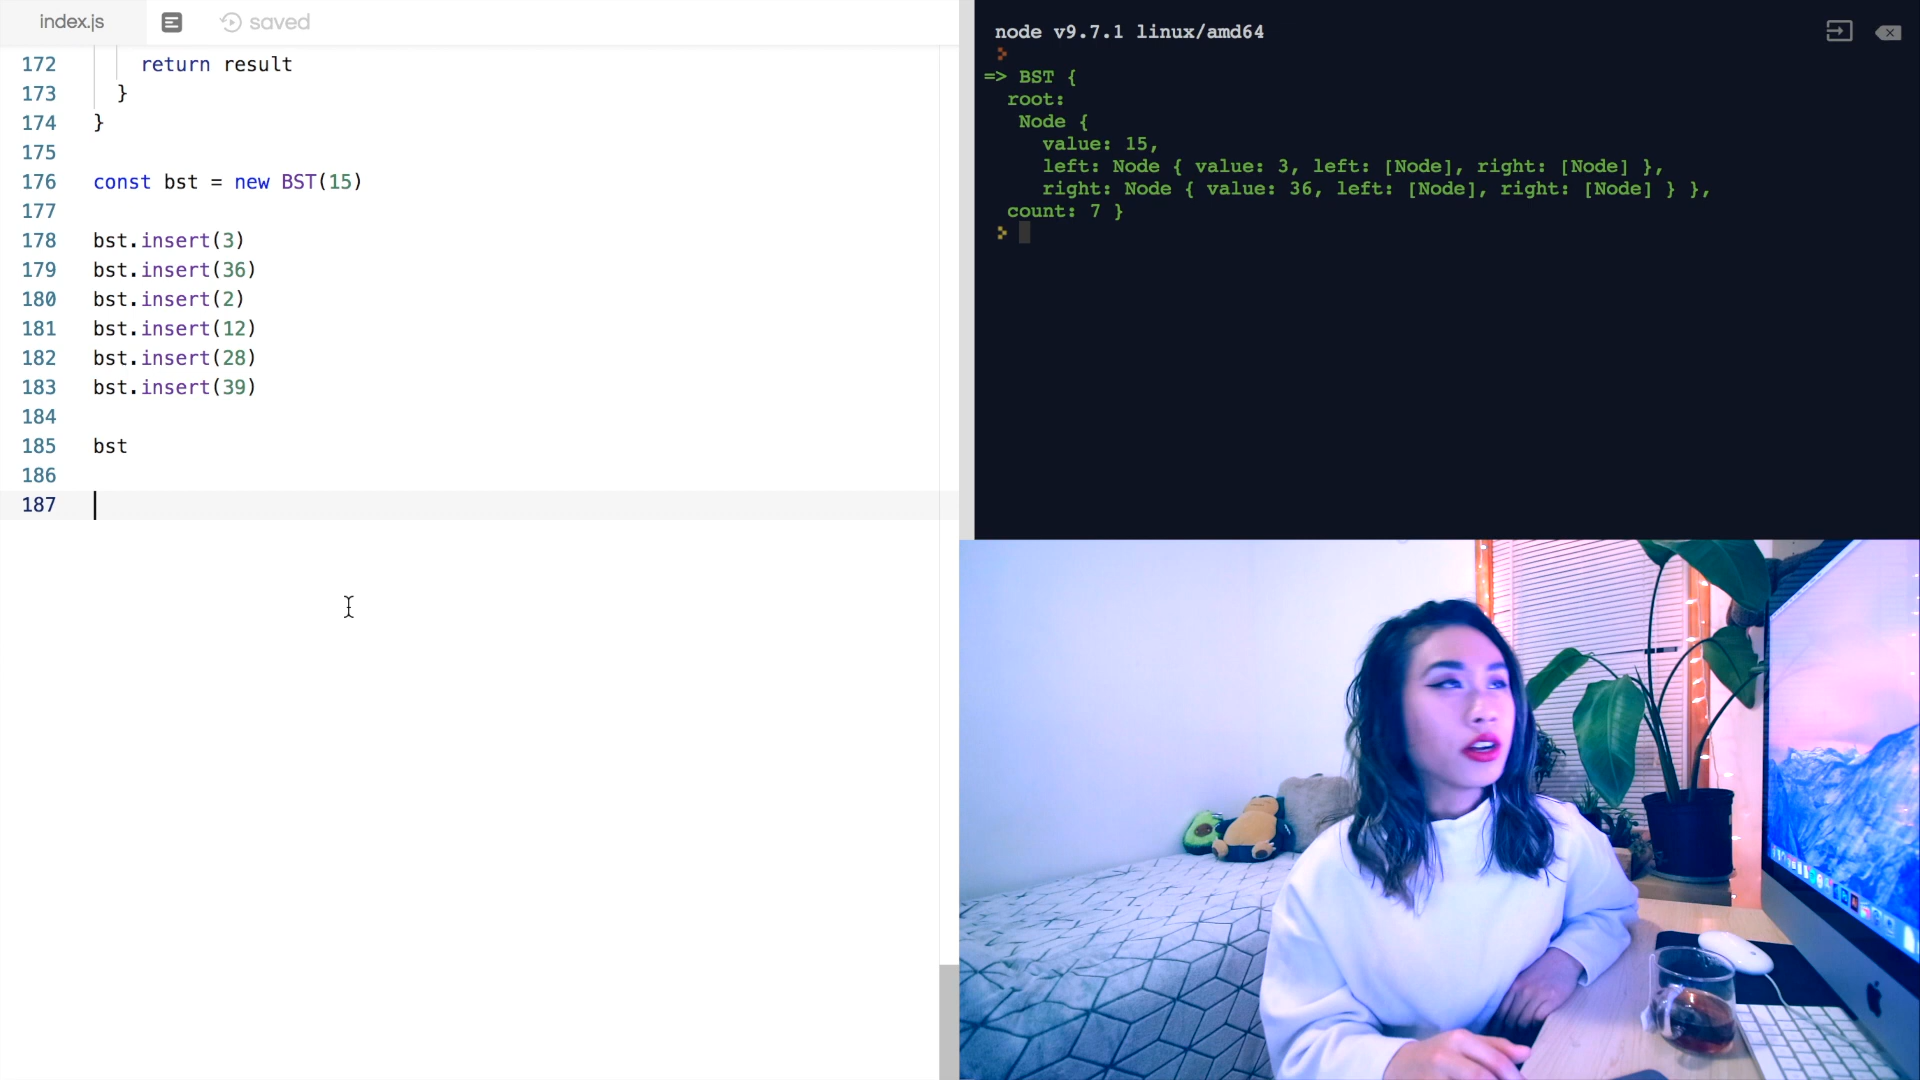 index.js
saved
172 return result
173 }
174 }
175
176 const bst = new BST(15)
177
178 bst.insert(3)
179 bst.insert(36)
180 bst.insert(2)
181 bst.insert(12)
182 bst.insert(28)
183 bst.insert(39)
184
185 bst
186
187
node v9.7.1 linux/amd64
=> BST {
root:
Node {
value: 15,
left: Node { value: 3, left: [Node], right: [Node] },
right: Node { value: 36, left: [Node], right: [Node] } },
count: 7 }